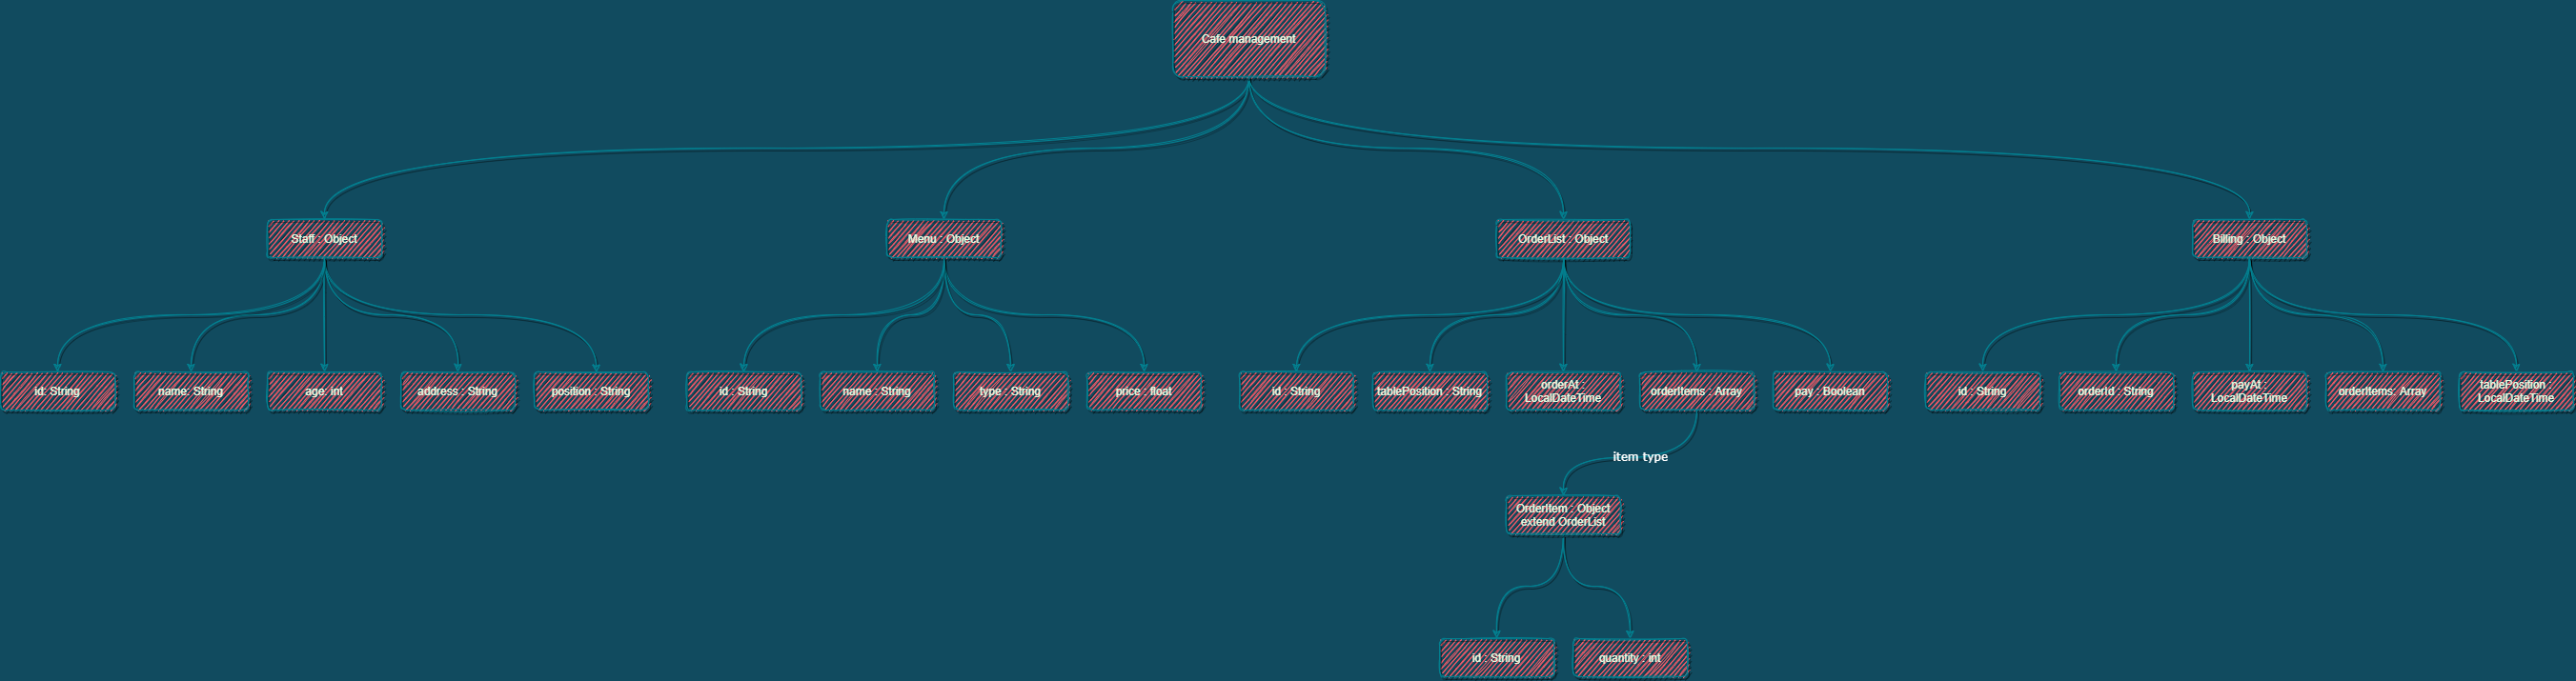 Cafe management
Staff : Object
Menu : Object
OrderList : Object
Billing : Object
id: String
name: String
age: int
address : String
position : String
id : String
name : String
type : String
price : float
id : String
tablePosition : String
orderAt :
LocalDateTime
orderItems : Array
pay : Boolean
id : String
orderId : String
payAt :
LocalDateTime
orderItems: Array
tablePosition :
LocalDateTime
item type
OrderItem : Object
extend OrderList
id : String
quantity : int